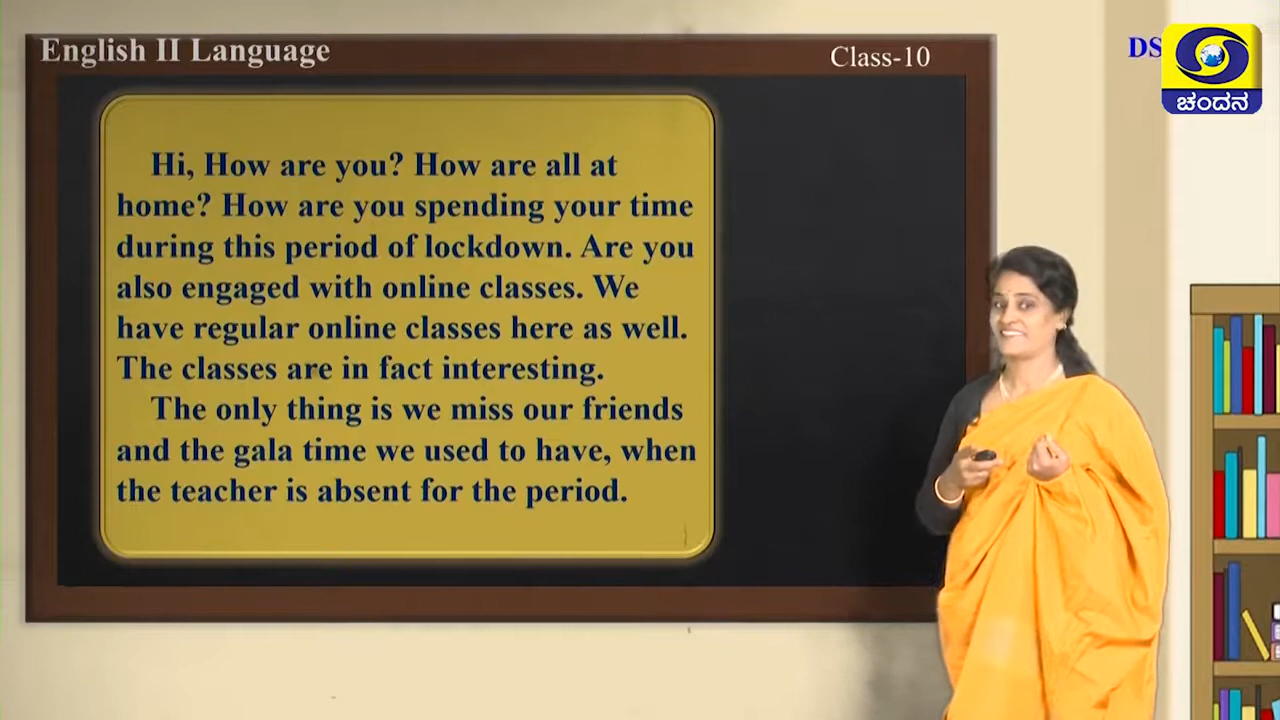 English II Language
Class-10
DS
ಚಂದನ
Hi, How are you? How are all at
home? How are you spending your time
during this period of lockdown. Are you
also engaged with online classes. We
have regular online classes here as well.
The classes are in fact interesting.
The only thing is we miss our friends
and the gala time we used to have, when
the teacher is absent for the period.